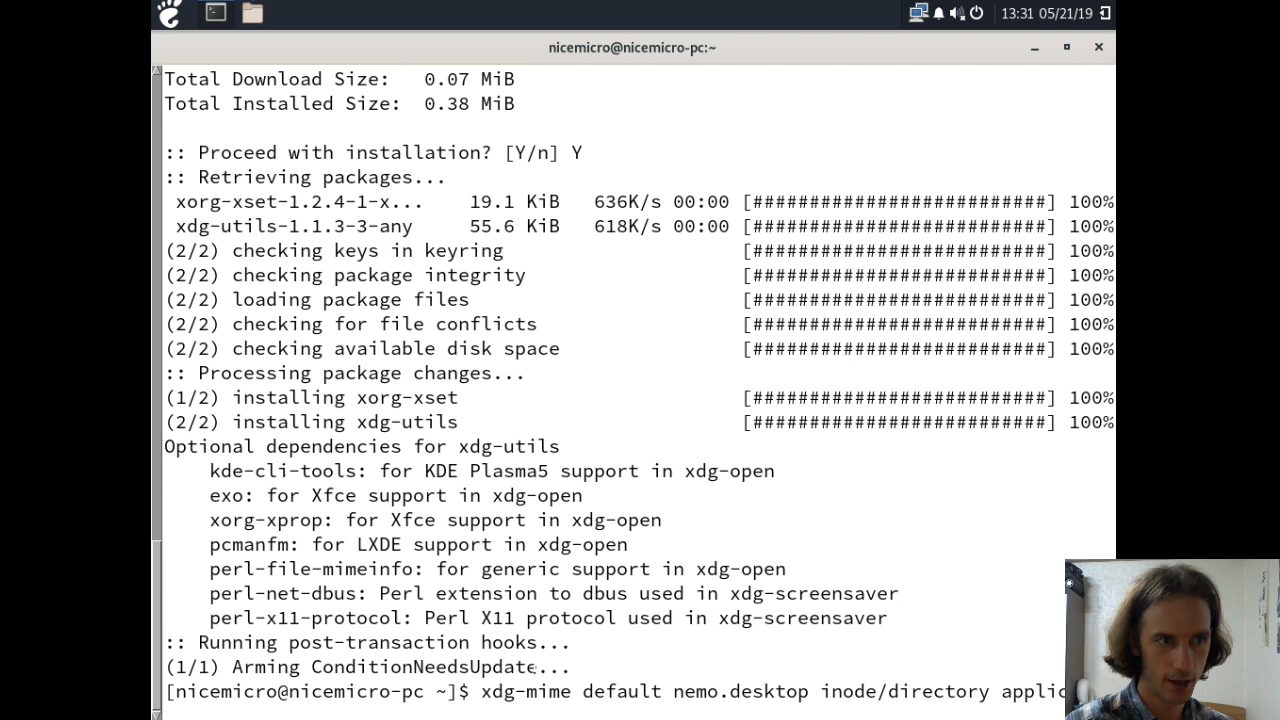 13:31 05/21/19
nicemicro@nicemicro-pc:~
Total Download Size:   0.07 MiB
Total Installed Size:  0.38 MiB
:: Proceed with installation? [Y/n] Y
:: Retrieving packages...
xorg-xset-1.2.4-1-x...    19.1 KiB   636K/s 00:00 [##########################] 100%
xdg-utils-1.1.3-3-any     55.6 KiB   618K/s 00:00 [##########################] 100%
(2/2) checking keys in keyring [##########################] 100%
(2/2) checking package integrity [##########################] 100%
(2/2) loading package files [##########################] 100%
(2/2) checking for file conflicts [##########################] 100%
(2/2) checking available disk space [##########################] 100%
:: Processing package changes...
(1/2) installing xorg-xset [##########################] 100%
(2/2) installing xdg-utils [##########################] 100%
Optional dependencies for xdg-utils
kde-cli-tools: for KDE Plasma5 support in xdg-open
exo: for Xfce support in xdg-open
xorg-xprop: for Xfce support in xdg-open
pcmanfm: for LXDE support in xdg-open
perl-file-mimeinfo: for generic support in xdg-open
perl-net-dbus: Perl extension to dbus used in xdg-screensaver
perl-x11-protocol: Perl X11 protocol used in xdg-screensaver
:: Running post-transaction hooks...
(1/1) Arming ConditionNeedsUpdate...
[nicemicro@nicemicro-pc ~]$ xdg-mime default nemo.desktop inode/directory applic